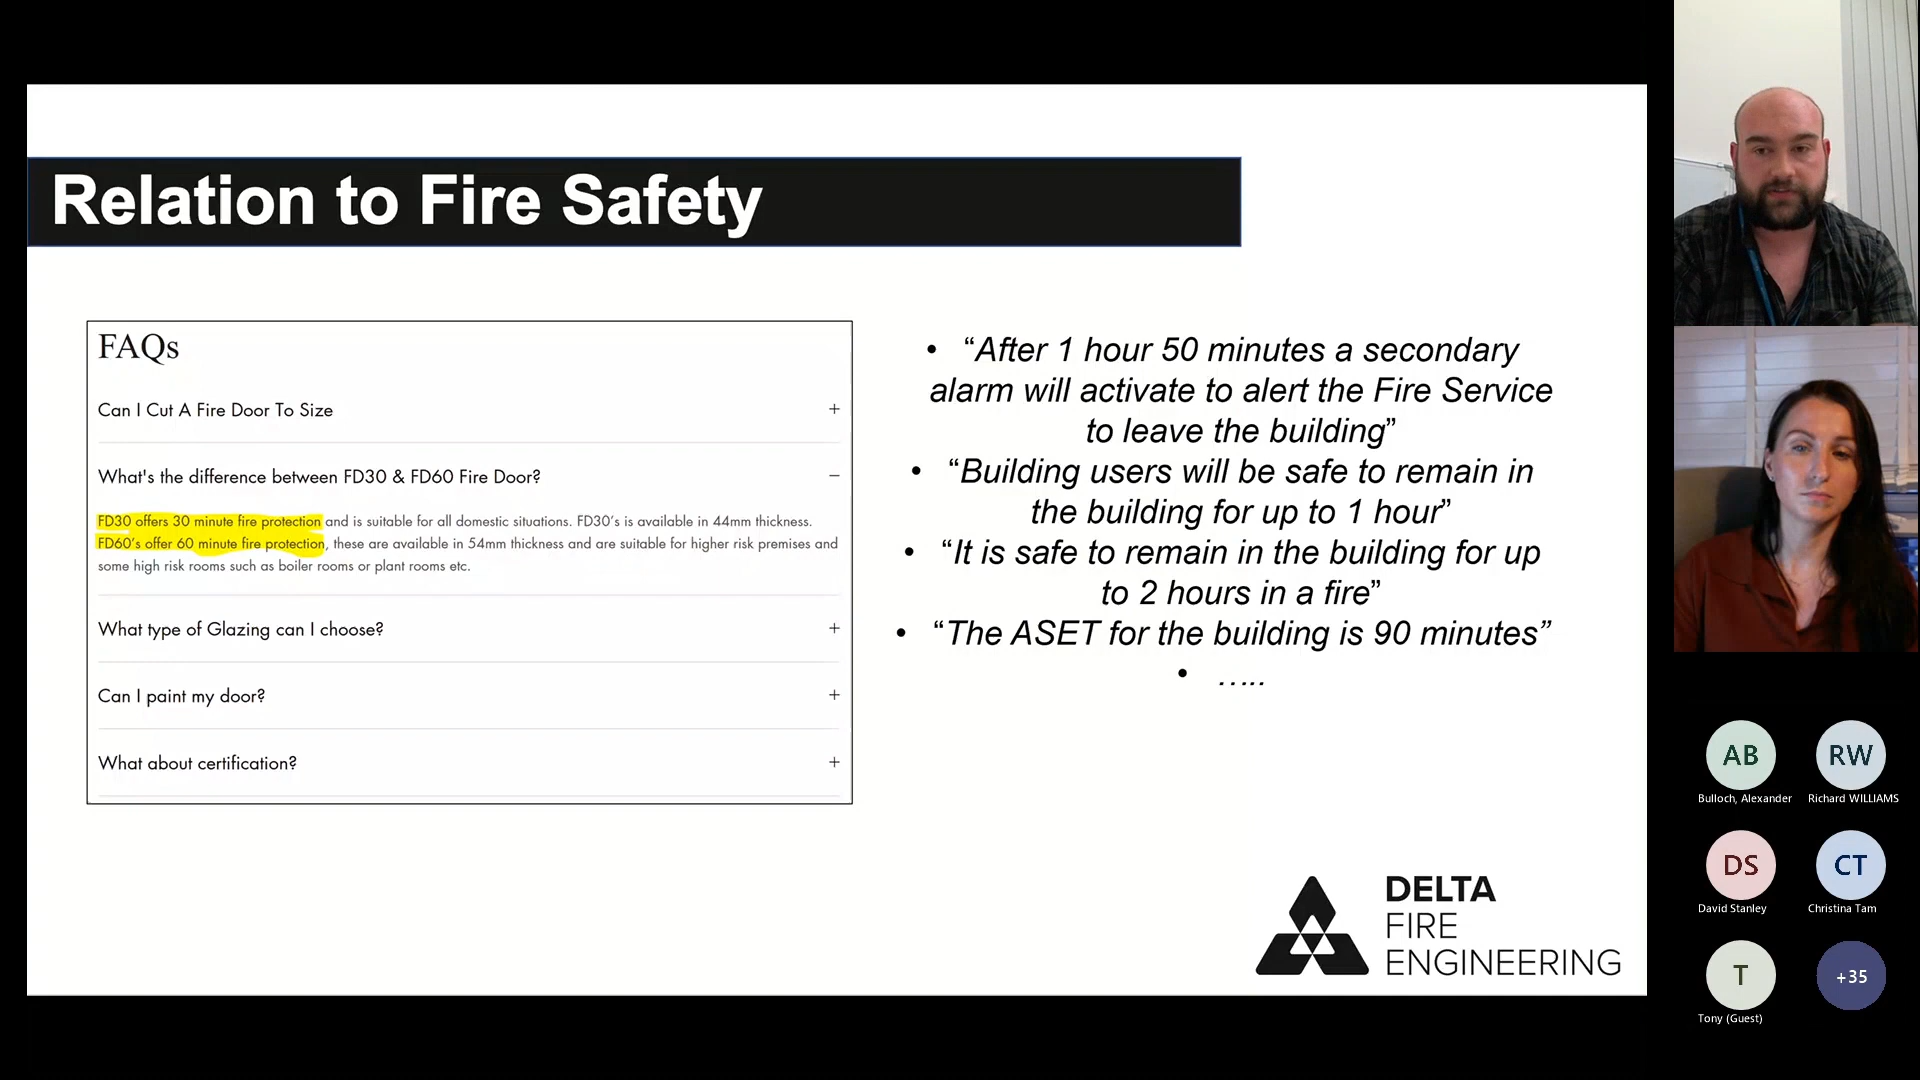 Relation to Fire Safety
FAQs
Can I Cut A Fire Door To Size +
What's the difference between FD30 & FD60 Fire Door? −
FD30 offers 30 minute fire protection and is suitable for all domestic situations. FD30's is available in 44mm thickness.
FD60's offer 60 minute fire protection, these are available in 54mm thickness and are suitable for higher risk premises and
some high risk rooms such as boiler rooms or plant rooms etc.
What type of Glazing can I choose? +
Can I paint my door? +
What about certification? +
• “After 1 hour 50 minutes a secondary
alarm will activate to alert the Fire Service
to leave the building”
• “Building users will be safe to remain in
the building for up to 1 hour”
• “It is safe to remain in the building for up
to 2 hours in a fire”
• “The ASET for the building is 90 minutes”
• …..
DELTA
FIRE
ENGINEERING
AB
Bulloch, Alexander
RW
Richard WILLIAMS
DS
David Stanley
CT
Christina Tam
T
Tony (Guest)
+35